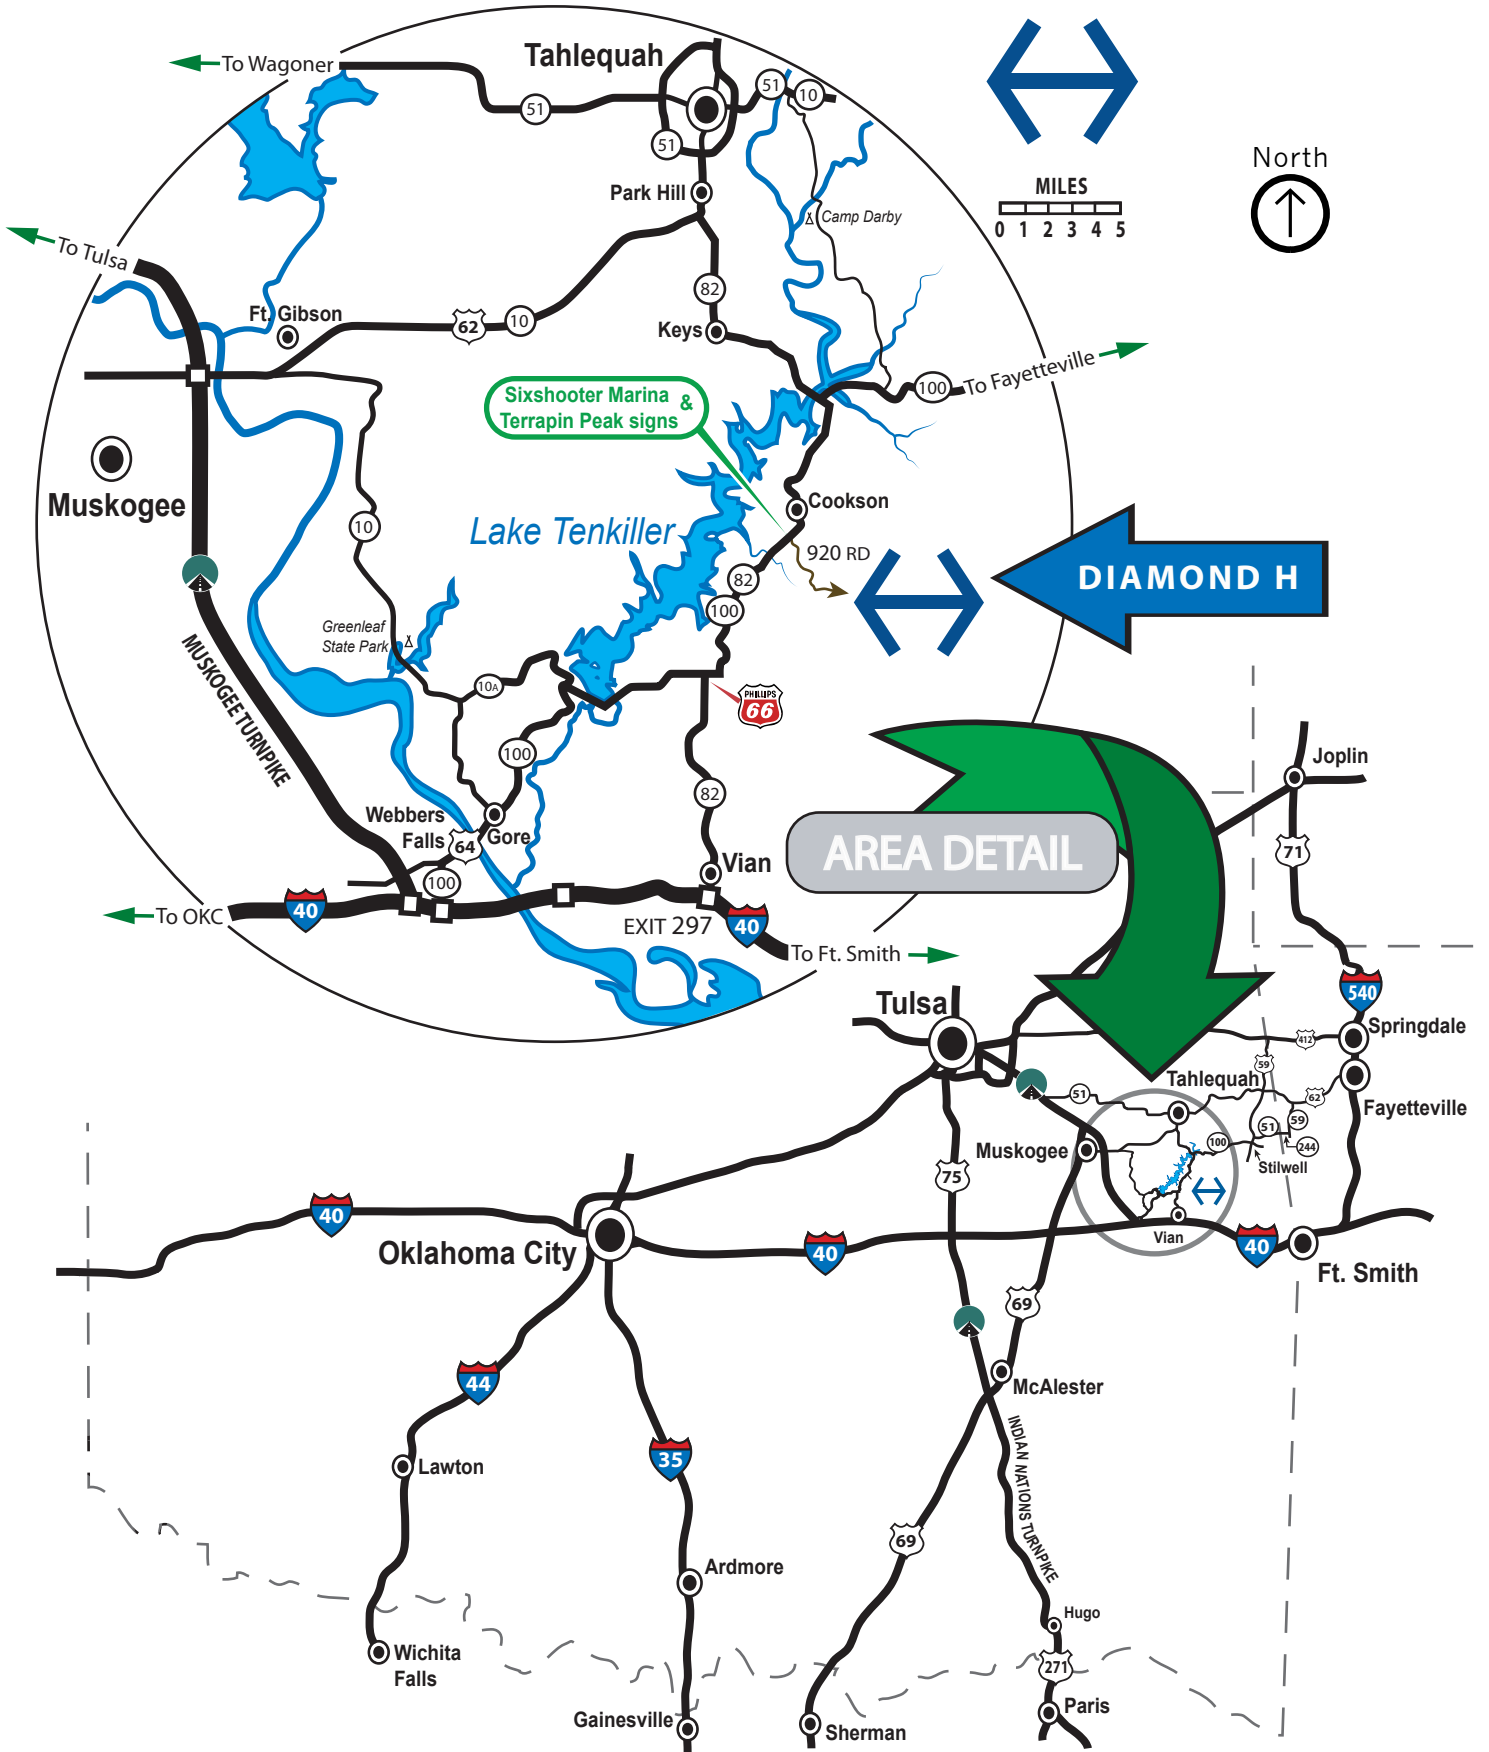 To Wagoner
Tahlequah
51
51
10
51
North
MILES
0 1 2 3 4 5
Park Hill
Camp Darby
To Tulsa
82
Ft. Gibson
62
10
Keys
To Fayetteville
100
Sixshooter Marina
& 
Terrapin Peak signs
Muskogee
Cookson
10
Lake Tenkiller
920 RD
82
DIAMOND H
100
Greenleaf
State Park
MUSKOGEE TURNPIKE
10A
PHILLIPS
66
100
82
Joplin
Webbers
Falls
64
Gore
71
AREA DETAIL
Vian
100
40
To OKC
EXIT 297
40
To Ft. Smith
Tulsa
540
Springdale
412
59
Tahlequah
51
62
Fayetteville
59
51
100
244
Muskogee
Stilwell
75
40
Vian
Oklahoma City
40
40
Ft. Smith
69
44
McAlester
INDIAN NATIONS TURNPIKE
35
Lawton
69
Ardmore
Hugo
Wichita
Falls
271
Gainesville
Sherman
Paris